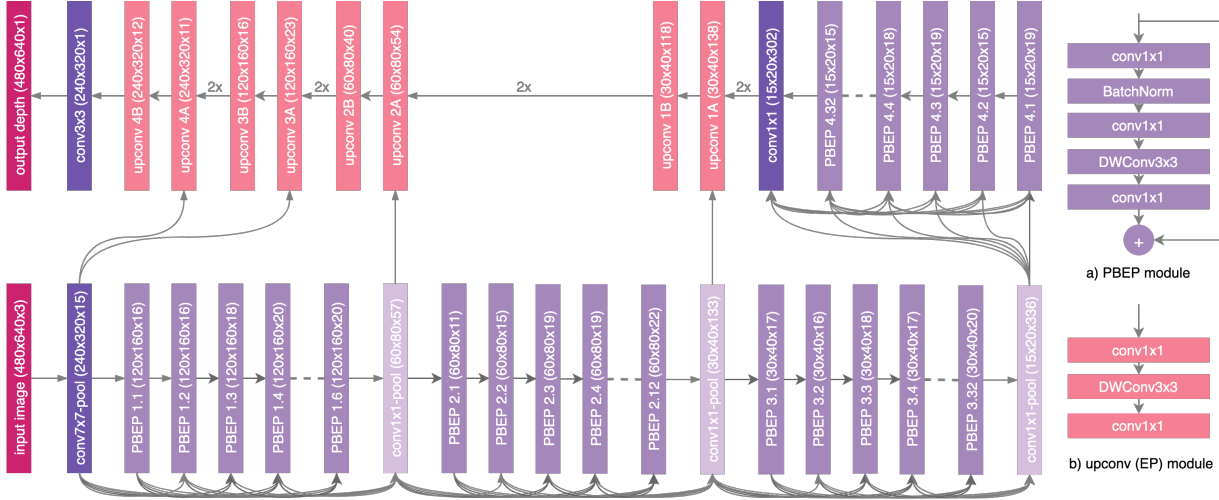 output depth (480x640x1)
conv3x3 (240x320x1)
upconv 4B (240x320x12)
upconv 4A (240x320x11)
2x
upconv 3B (120x160x16)
upconv 3A (120x160x23)
2x
upconv 2B (60x80x40)
upconv 2A (60x80x54)
2x
upconv 1B (30x40x118)
upconv 1A (30x40x138)
2x
conv1x1 (15x20x302)
PBEP 4.32 (15x20x15)
PBEP 4.4 (15x20x18)
PBEP 4.3 (15x20x19)
PBEP 4.2 (15x20x15)
PBEP 4.1 (15x20x19)
conv1x1
BatchNorm
conv1x1
DWConv3x3
conv1x1
+
a) PBEP module
input image (480x640x3)
conv7x7-pool (240x320x15)
PBEP 1.1 (120x160x16)
PBEP 1.2 (120x160x16)
PBEP 1.3 (120x160x18)
PBEP 1.4 (120x160x20)
PBEP 1.6 (120x160x20)
conv1x1-pool (60x80x57)
PBEP 2.1 (60x80x11)
PBEP 2.2 (60x80x15)
PBEP 2.3 (60x80x19)
PBEP 2.4 (60x80x19)
PBEP 2.12 (60x80x22)
conv1x1-pool (30x40x133)
PBEP 3.1 (30x40x17)
PBEP 3.2 (30x40x16)
PBEP 3.3 (30x40x18)
PBEP 3.4 (30x40x17)
PBEP 3.32 (30x40x20)
conv1x1-pool (15x20x336)
conv1x1
DWConv3x3
conv1x1
b) upconv (EP) module